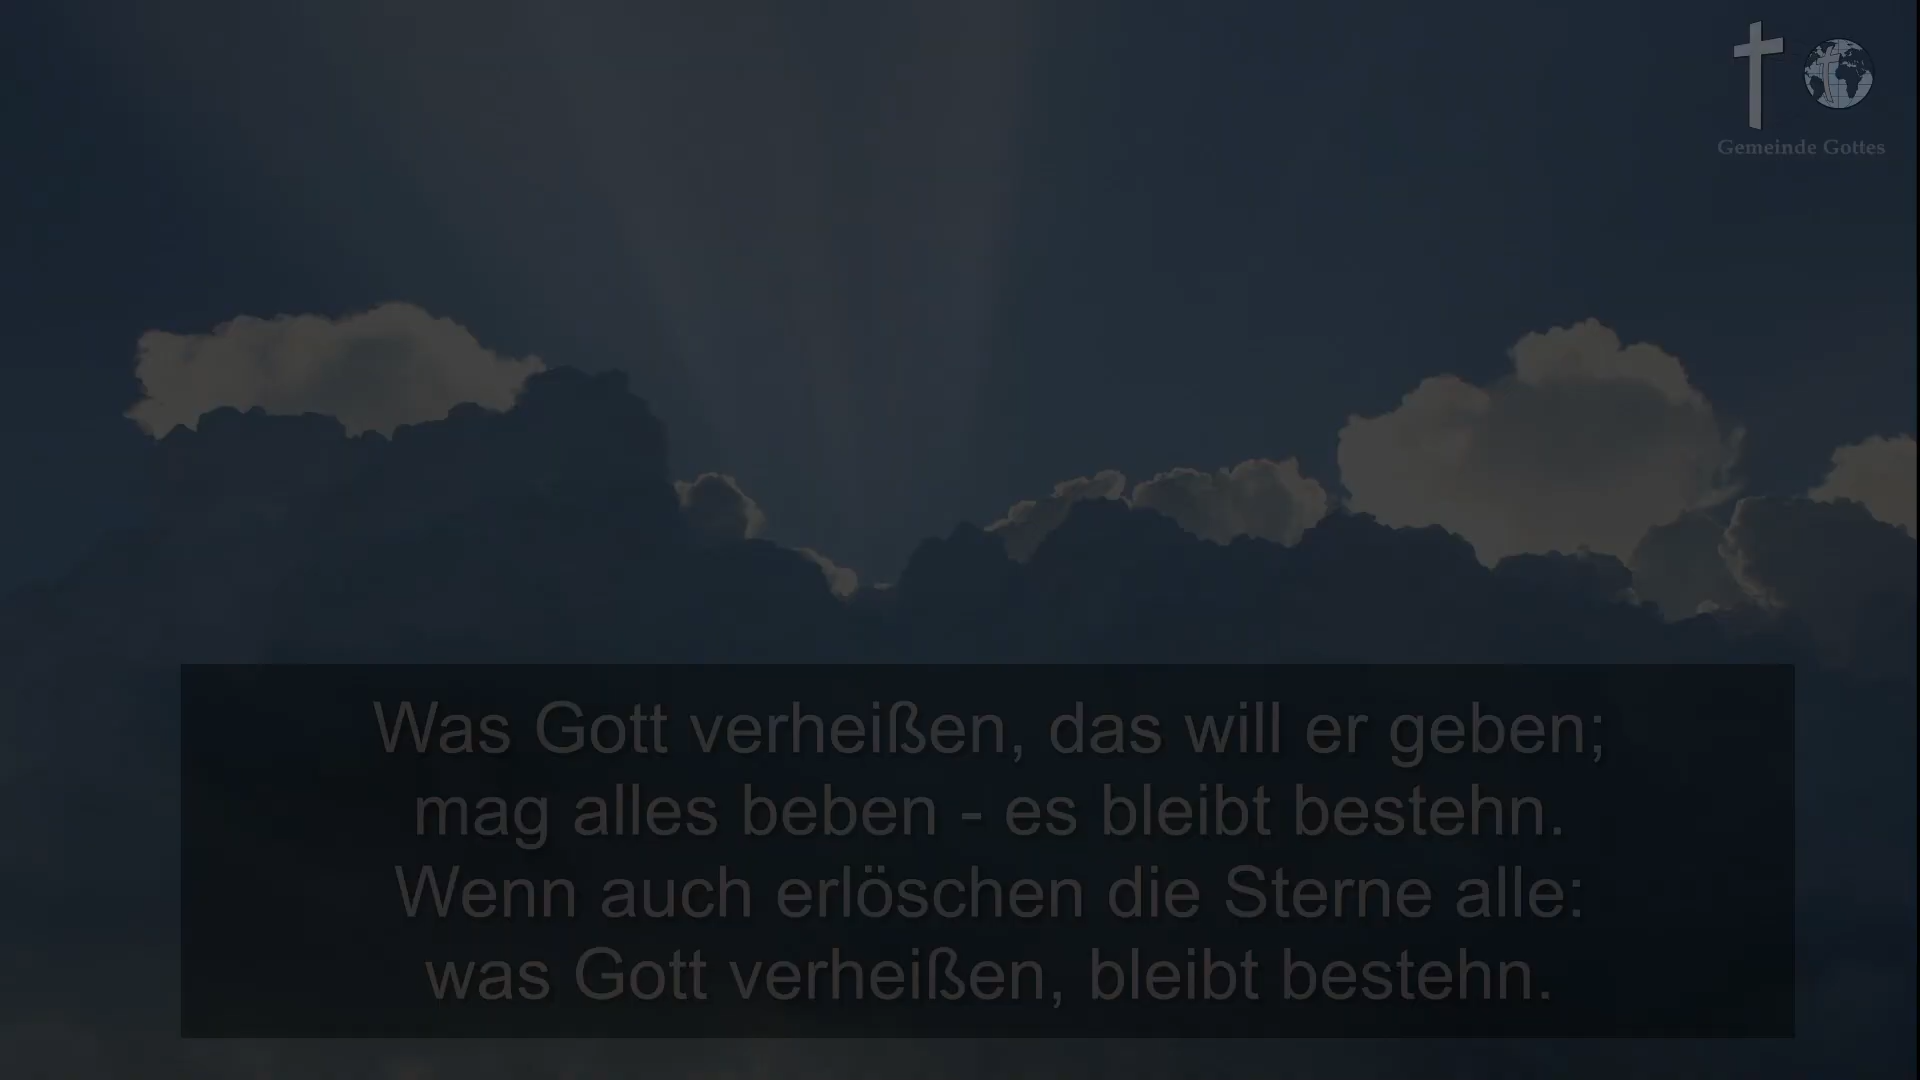 Gemeinde Gottes
Was Gott verheißen, das will er geben;
mag alles beben - es bleibt bestehn.
Wenn auch erlöschen die Sterne alle:
was Gott verheißen, bleibt bestehn.